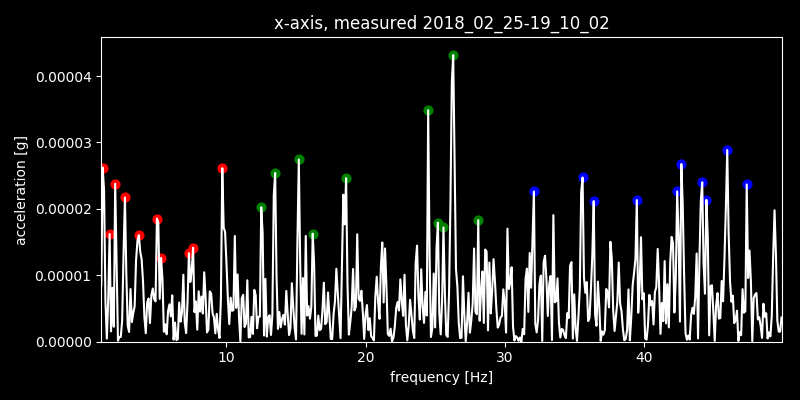 x-axis, measured 2018_02_25-19_10_02
acceleration [g]
0.00004
0.00003
0.00002
0.00001
0.00000
10 20 30 40
frequency [Hz]